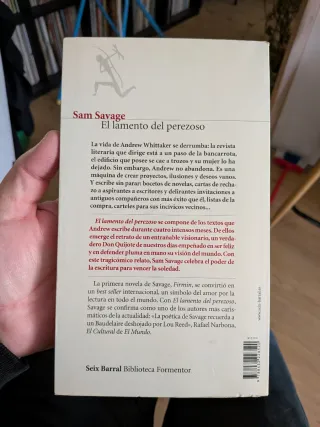 Sam Savage
El lamento del perezoso
La vida de Andrew Whittaker se derrumba: la revista
literaria que dirige está a un paso de la bancarrota,
el edificio que posee se cae a trozos y su mujer lo ha
dejado. Sin embargo, Andrew no abandona. Es una
máquina de crear proyectos, ilusiones y deseos vanos.
Y escribe sin parar: bocetos de novelas, cartas de recha-
zo a aspirantes a escritores y delirantes invitaciones a
antiguos compañeros con más éxito que él, listas de la
compra, carteles para sus incívicos vecinos...
El lamento del perezoso se compone de los textos que
Andrew escribe durante cuatro intensos meses. De ellos
emerge el retrato de un entrañable visionario, un verda-
dero Don Quijote de nuestros días empeñado en ser feliz
y en defender pluma en mano su visión del mundo. Con
este tragicómico relato, Sam Savage celebra el poder de
la escritura para vencer la soledad.
La primera novela de Savage, Firmin, se convirtió en
un best seller internacional, un símbolo del amor por la
lectura en todo el mundo. Con El lamento del perezoso,
Savage se confirma como uno de los autores más caris-
máticos de la actualidad: «La poética de Savage recuerda a
un Baudelaire desbojado por Lou Reed», Rafael Narbona,
El Cultural de El Mundo.
Seix Barral Biblioteca Formentor